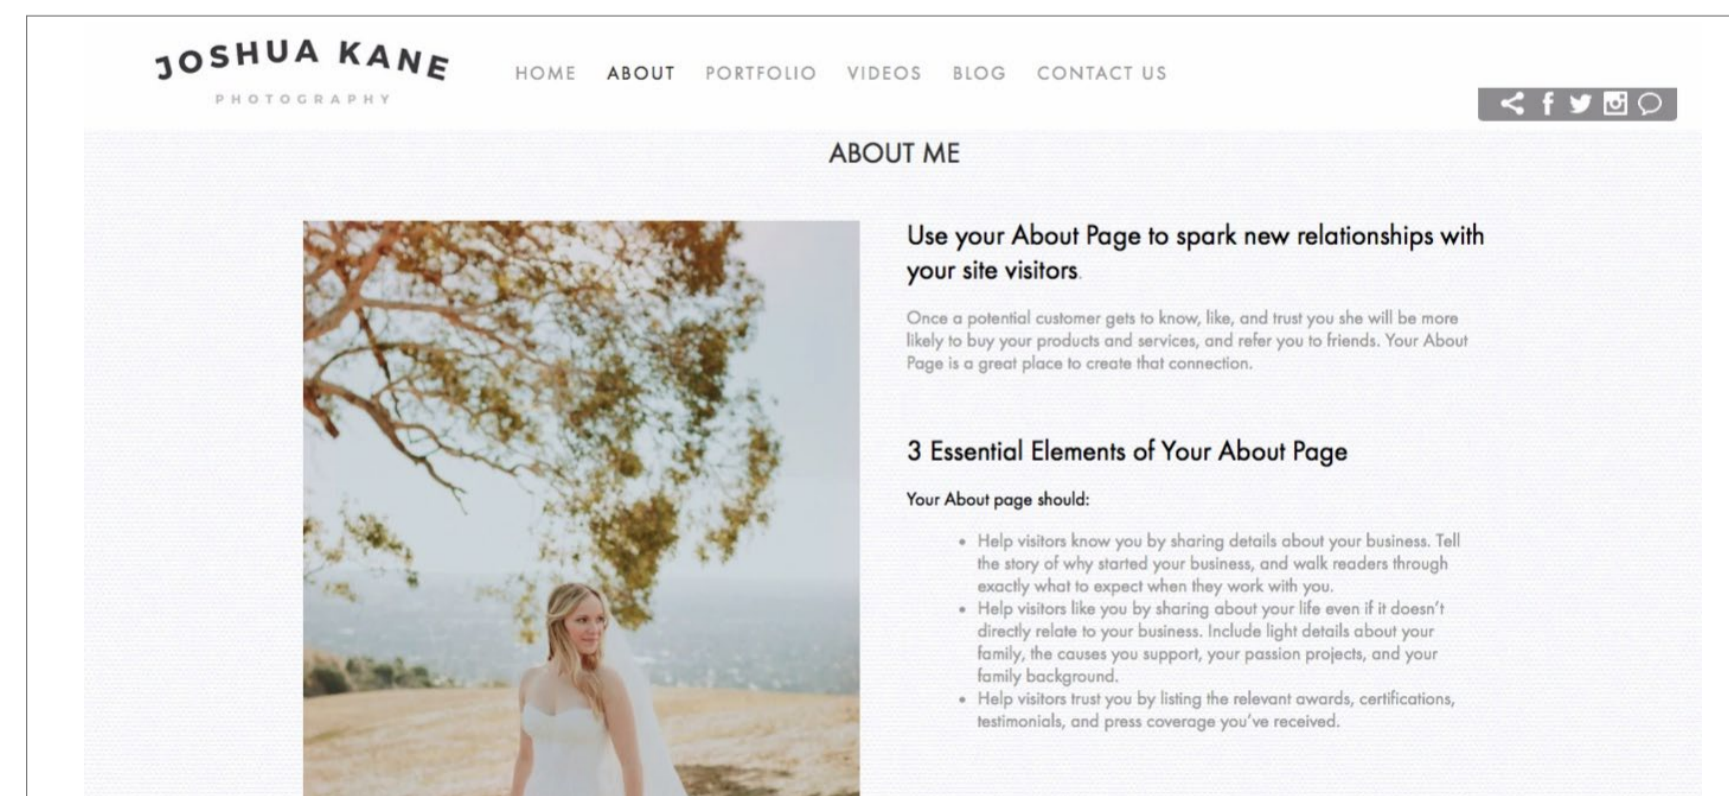 JOSHUA KANE
PHOTOGRAPHY
HOME ABOUT PORTFOLIO VIDEOS BLOG CONTACT US
ABOUT ME
Use your About Page to spark new relationships with
your site visitors.
Once a potential customer gets to know, like, and trust you she will be more
likely to buy your products and services, and refer you to friends. Your About
Page is a great place to create that connection.
3 Essential Elements of Your About Page
Your About page should:
• Help visitors know you by sharing details about your business. Tell
the story of why started your business, and walk readers through
exactly what to expect when they work with you.
• Help visitors like you by sharing about your life even if it doesn't
directly relate to your business. Include light details about your
family, the causes you support, your passion projects, and your
family background.
• Help visitors trust you by listing the relevant awards, certifications,
testimonials, and press coverage you've received.